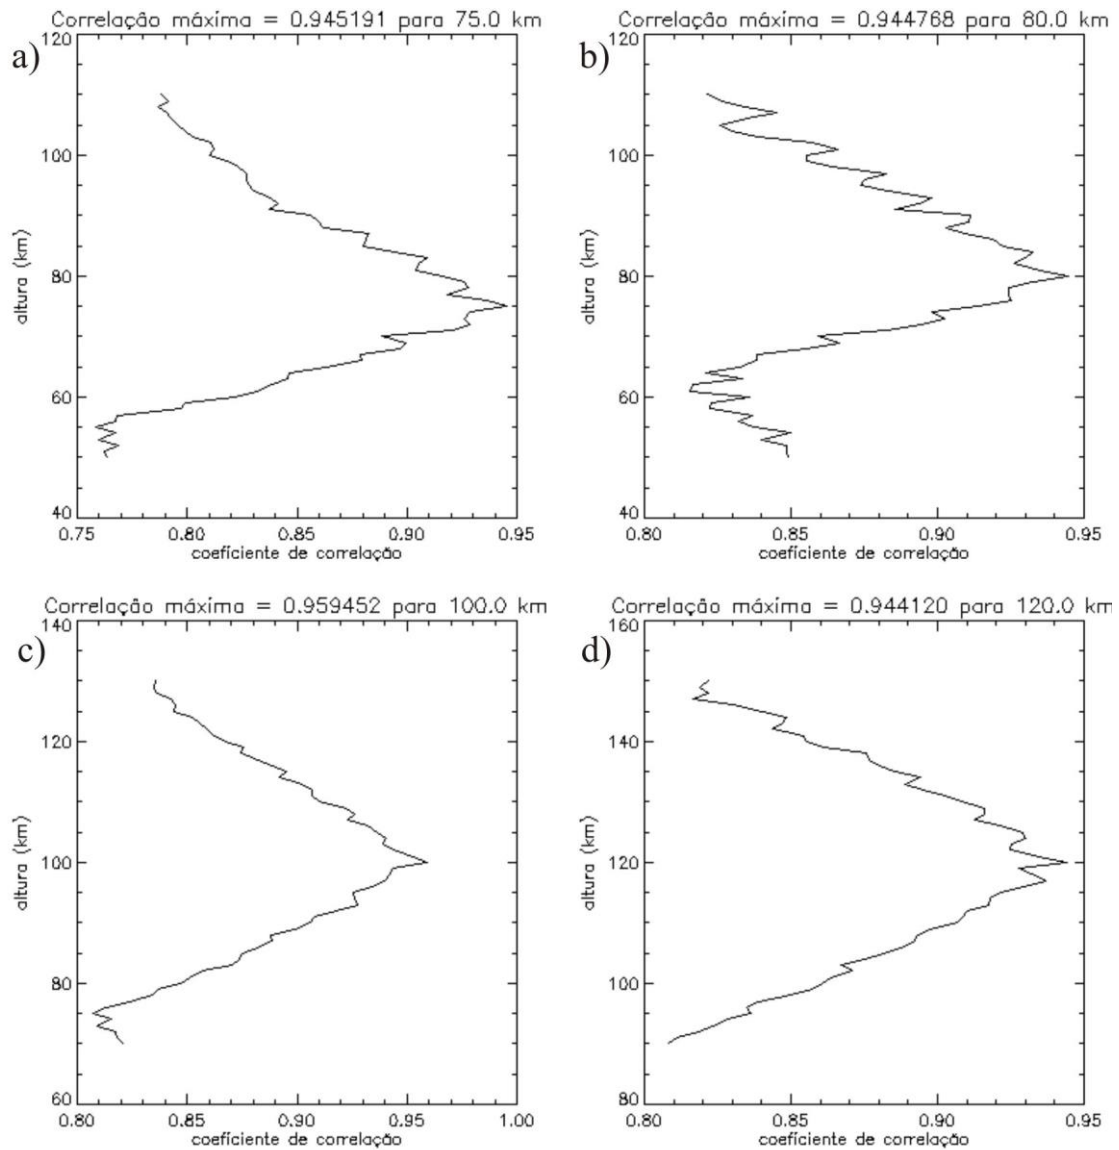 Correlação máxima = 0.945191 para 75.0 km
a)
120
100
80
60
40
altura (km)
0.75 0.80 0.85 0.90 0.95
coeficiente de correlação
Correlação máxima = 0.944768 para 80.0 km
b)
120
100
80
60
40
altura (km)
0.80 0.85 0.90 0.95
coeficiente de correlação
Correlação máxima = 0.959452 para 100.0 km
c)
140
120
100
80
60
altura (km)
0.80 0.85 0.90 0.95 1.00
coeficiente de correlação
Correlação máxima = 0.944120 para 120.0 km
d)
160
140
120
100
80
altura (km)
0.80 0.85 0.90 0.95
coeficiente de correlação